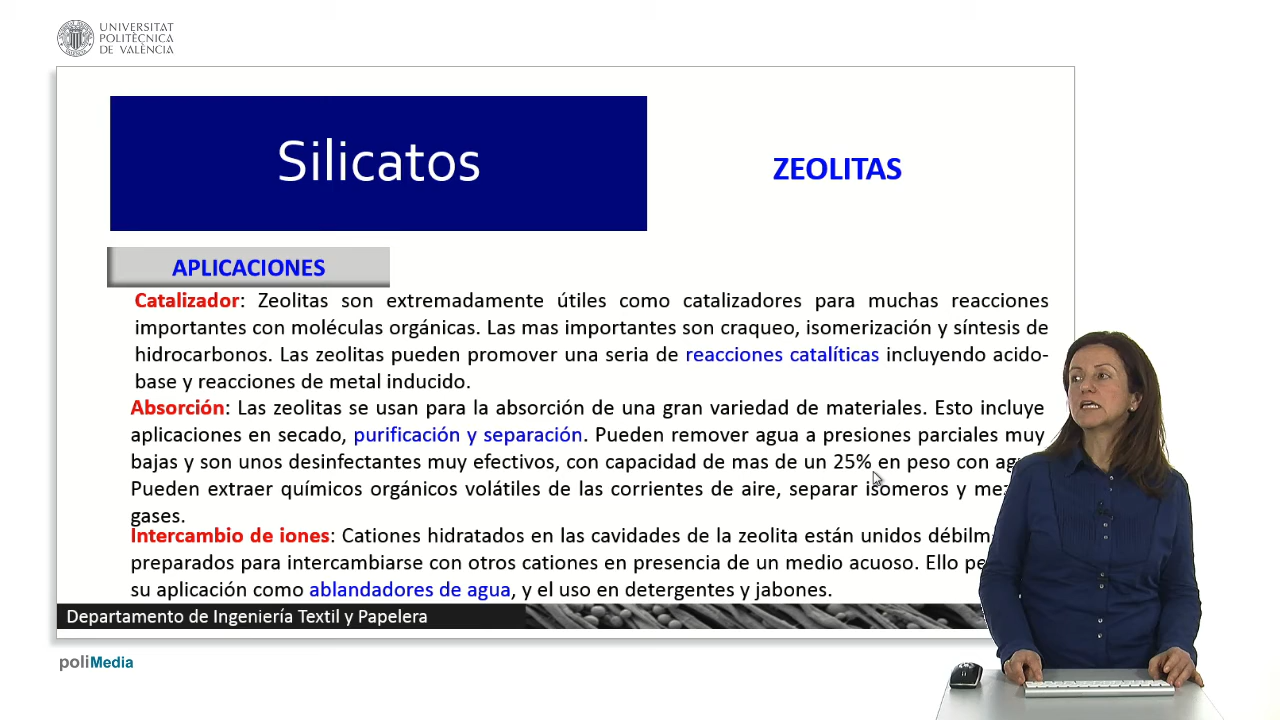 UNIVERSITAT
POLITÈCNICA
DE VALÈNCIA
Silicatos
ZEOLITAS
APLICACIONES
Catalizador: Zeolitas son extremadamente útiles como catalizadores para muchas reacciones
importantes con moléculas orgánicas. Las mas importantes son craqueo, isomerización y síntesis de
hidrocarbonos. Las zeolitas pueden promover una seria de reacciones catalíticas incluyendo acido-
base y reacciones de metal inducido.
Absorción: Las zeolitas se usan para la absorción de una gran variedad de materiales. Esto incluye
aplicaciones en secado, purificación y separación. Pueden remover agua a presiones parciales muy
bajas y son unos desinfectantes muy efectivos, con capacidad de mas de un 25% en peso con
Pueden extraer químicos orgánicos volátiles de las corrientes de aire, separar isomeros y
gases.
Intercambio de iones: Cationes hidratados en las cavidades de la zeolita están unidos
preparados para intercambiarse con otros cationes en presencia de un medio acuoso. Ello
su aplicación como ablandadores de agua, y el uso en detergentes y jabones.
Departamento de Ingeniería Textil y Papelera
poliMedia